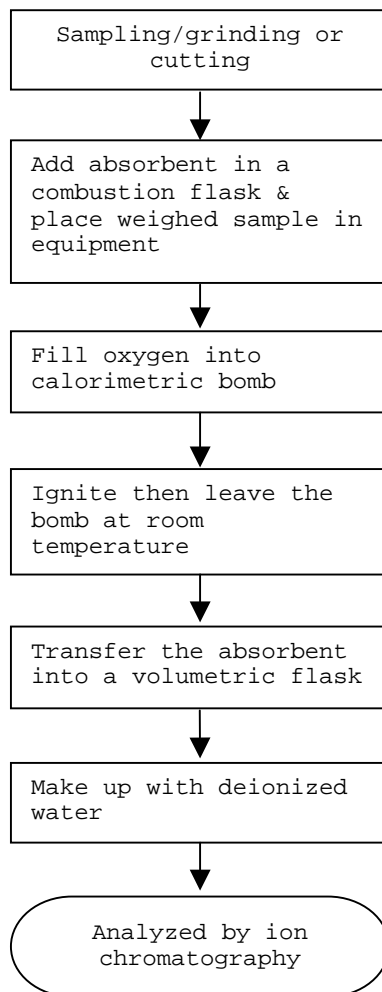 Sampling/grinding or
cutting
Add absorbent in a
combustion flask &
place weighed sample in
equipment
Fill oxygen into
calorimetric bomb
Ignite then leave the
bomb at room
temperature
Transfer the absorbent
into a volumetric flask
Make up with deionized
water
Analyzed by ion
chromatography